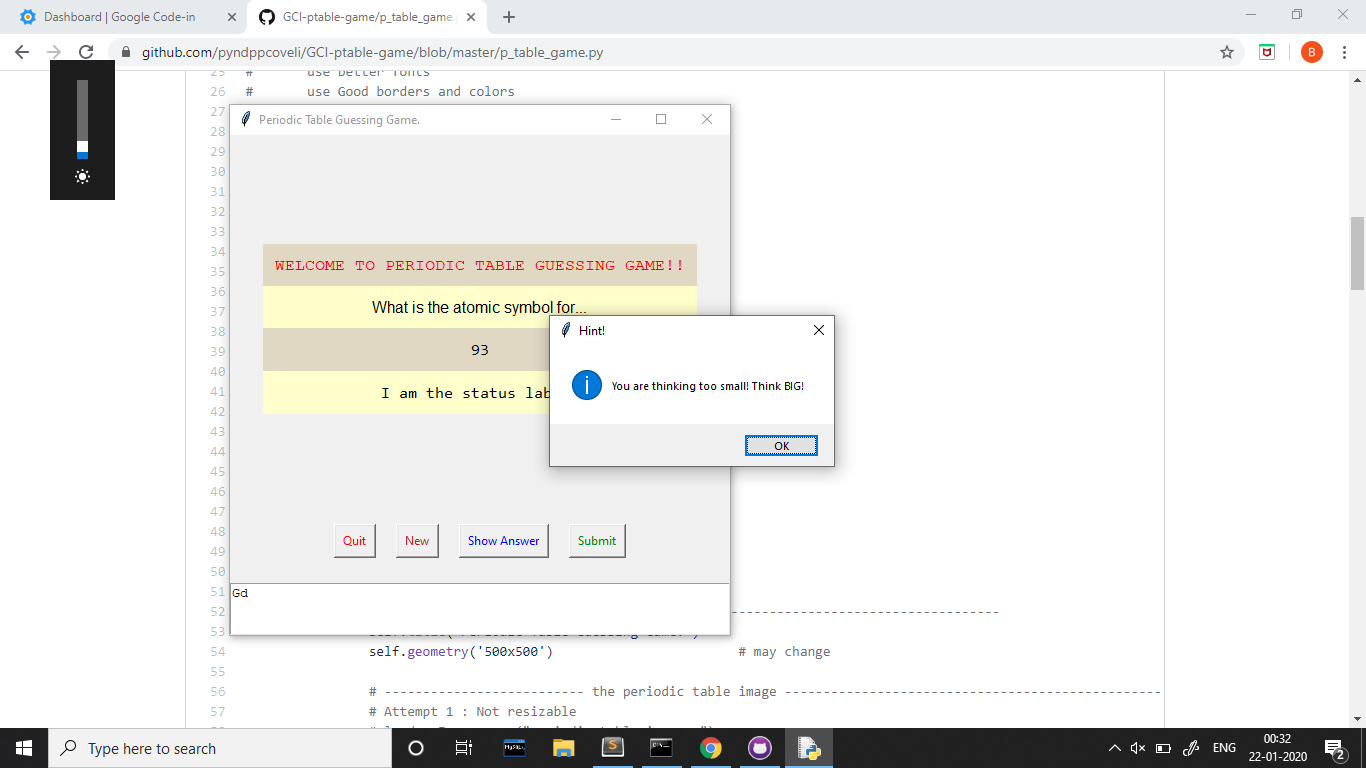 Dashboard | Google Code-in
GCI-ptable-game/p_table_game.
github.com/pyndppcoveli/GCI-ptable-game/blob/master/p_table_game.py
B
25 # use better fonts
26 # use Good borders and colors
27
28
29
30
31
32
33
34
35
36
37
38
39
40
41
42
43
44
45
46
47
48
49
50
51
52 -----------------------------------
53
54 self.geometry('500x500') # may change
55
56 # -------------------------- the periodic table image -------------------------------------------------
57 # Attempt 1 : Not resizable
Periodic Table Guessing Game.
WELCOME TO PERIODIC TABLE GUESSING GAME!!
What is the atomic symbol for...
93
I am the status lab
Quit New Show Answer Submit
Gd
Hint!
You are thinking too small! Think BIG!
OK
Type here to search
MySQL
ENG
00:32
22-01-2020
2